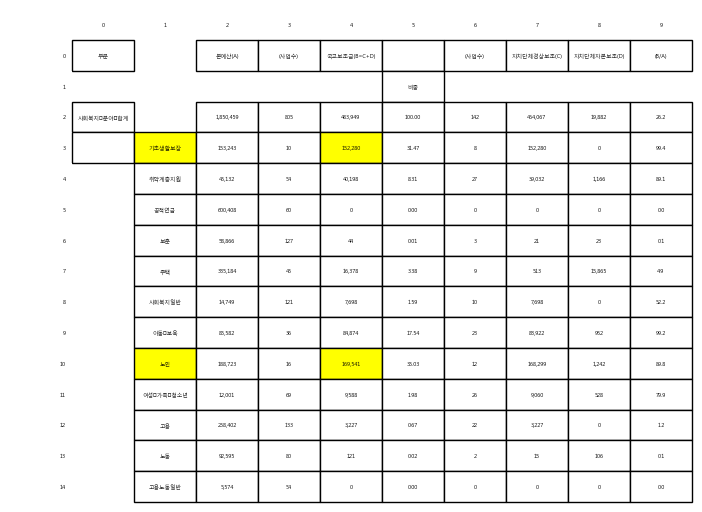 0 1 2 3 4 5 6 7 8 9
0 부문 본예산(A) (사업수) 국고보조금(B=C+D) (사업수) 자치단체경상보조(C) 자치단체자본보조(D) (B/A)
1 비중
2 사회복지□분야□합계 1,850,459 805 463,949 100.00 142 464,067 19,882 26.2
3 기초생활보장 153,243 10 152,280 31.47 8 152,280 0 99.4
4 취약계층지원 45,132 54 40,198 8.31 27 39,032 1,166 89.1
5 공적연금 600,408 60 0 0.00 0 0 0 0.0
6 보훈 58,866 127 44 0.01 3 21 23 0.1
7 주택 335,184 45 16,378 3.38 9 513 15,865 4.9
8 사회복지일반 14,749 121 7,698 1.59 10 7,698 0 52.2
9 아동□보육 85,582 36 84,874 17.54 23 83,922 952 99.2
10 노인 188,723 16 169,541 35.03 12 168,299 1,242 89.8
11 여성□가족□청소년 12,001 69 9,588 1.98 26 9,060 528 79.9
12 고용 258,402 133 3,227 0.67 22 3,227 0 1.2
13 노동 92,595 80 121 0.02 2 15 106 0.1
14 고용노동일반 5,574 54 0 0.00 0 0 0 0.0